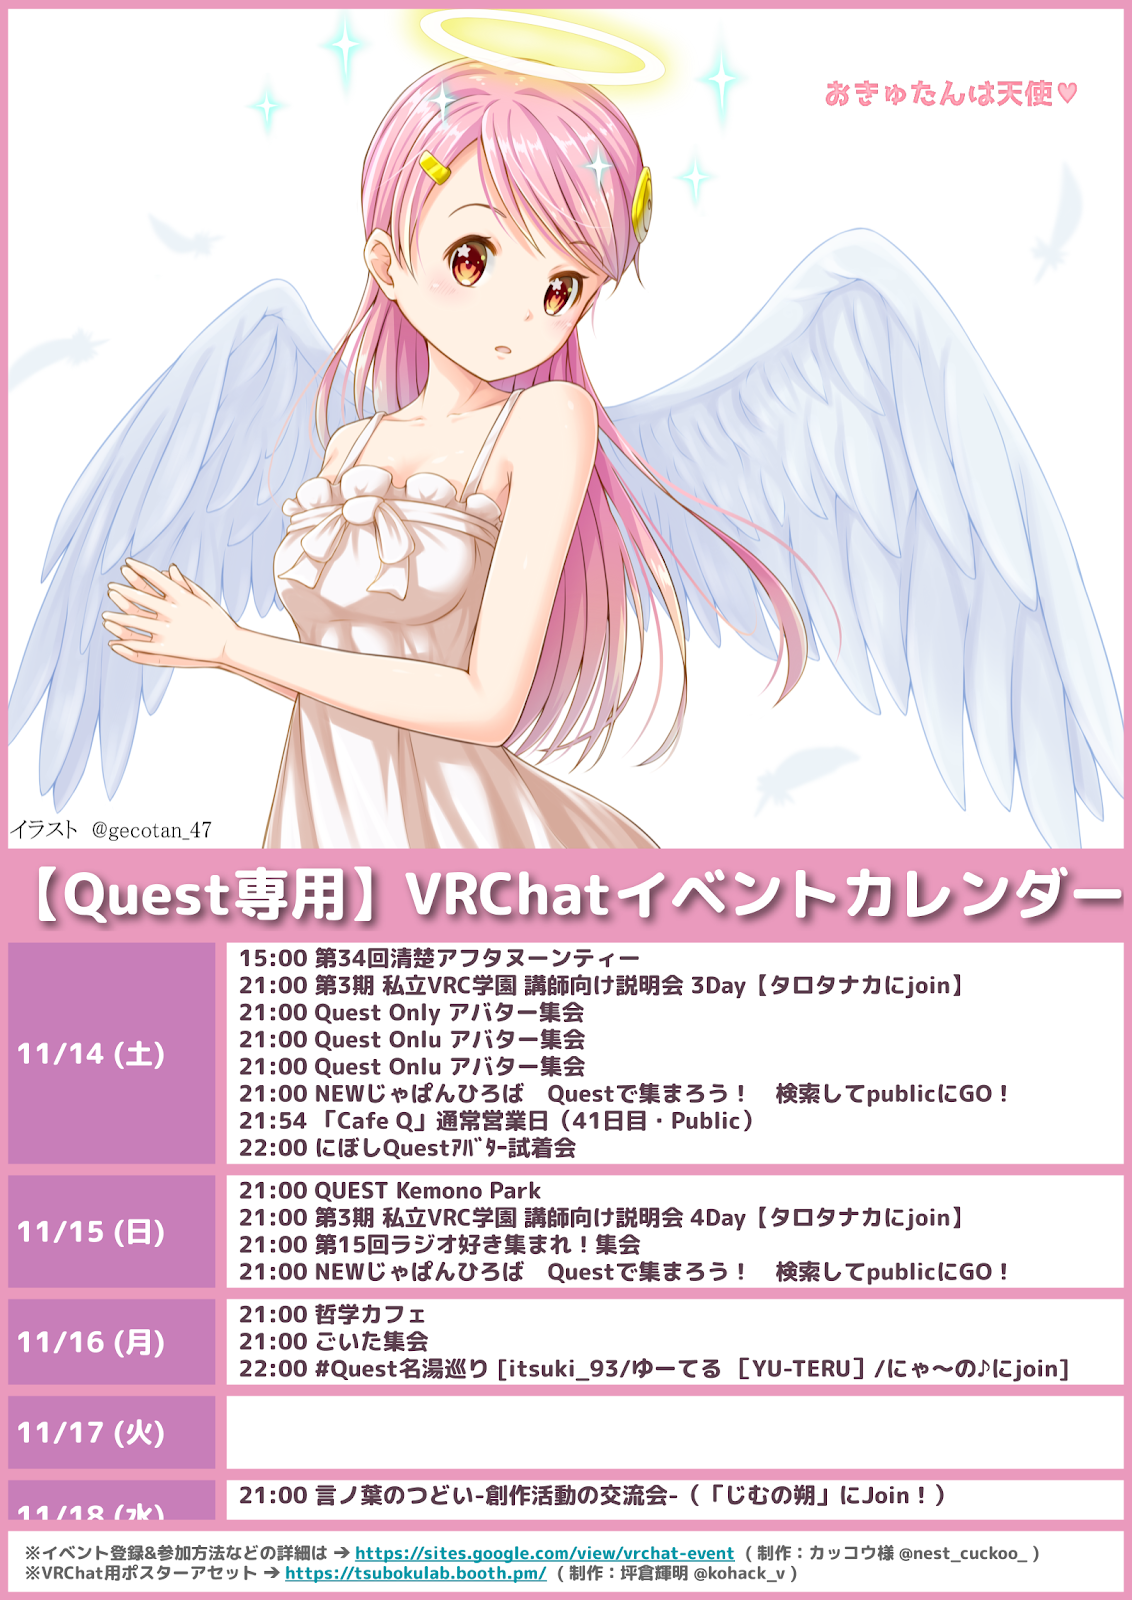 おきゅたんは天使♡
イラスト @gecotan_47
【Quest専用】VRChatイベントカレンダー
11/14 (土)
15:00 第34回清楚アフタヌーンティー
21:00 第3期 私立VRC学園 講師向け説明会 3Day【タロタナカにjoin】
21:00 Quest Only アバター集会
21:00 Quest Onlu アバター集会
21:00 Quest Onlu アバター集会
21:00 NEWじゃぱんひろば　Questで集まろう！　検索してpublicにGO！
21:54 「Cafe Q」通常営業日（41日目・Public）
22:00 にぼしQuestｱﾊﾞﾀｰ試着会
11/15 (日)
21:00 QUEST Kemono Park
21:00 第3期 私立VRC学園 講師向け説明会 4Day【タロタナカにjoin】
21:00 第15回ラジオ好き集まれ！集会
21:00 NEWじゃぱんひろば　Questで集まろう！　検索してpublicにGO！
11/16 (月)
21:00 哲学カフェ
21:00 ごいた集会
22:00 #Quest名湯巡り [itsuki_93/ゆーてる ［YU-TERU］/にゃ〜の♪にjoin]
11/17 (火)
11/18 (水)
21:00 言ノ葉のつどい-創作活動の交流会-（「じむの朔」にJoin！）
※イベント登録&参加方法などの詳細は → https://sites.google.com/view/vrchat-event （制作：カッコウ様 @nest_cuckoo_ ）
※VRChat用ポスターアセット → https://tsubokulab.booth.pm/ （制作：坪倉輝明 @kohack_v ）